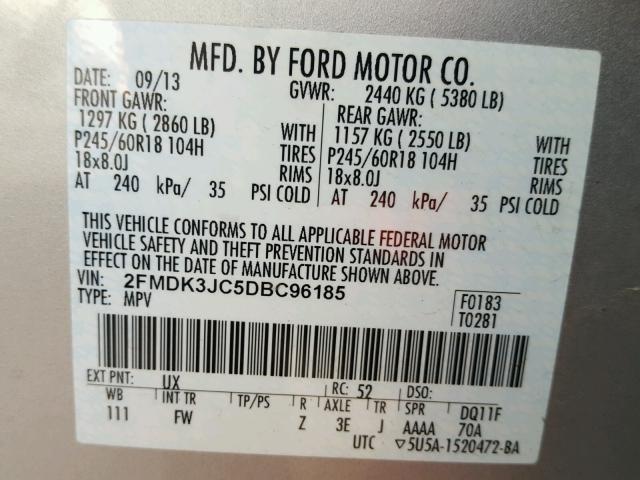 MFD. BY FORD MOTOR CO.
DATE: 09/13 GVWR: 2440 KG ( 5380 LB)
FRONT GAWR: REAR GAWR:
1297 KG ( 2860 LB) WITH 1157 KG ( 2550 LB) WITH
P245/60R18 104H TIRES P245/60R18 104H TIRES
18x8.0J RIMS 18x8.0J RIMS
AT 240 kPa/ 35 PSI COLD AT 240 kPa/ 35 PSI COLD
THIS VEHICLE CONFORMS TO ALL APPLICABLE FEDERAL MOTOR
VEHICLE SAFETY AND THEFT PREVENTION STANDARDS IN
EFFECT ON THE DATE OF MANUFACTURE SHOWN ABOVE.
VIN: 2FMDK3JC5DBC96185 F0183
TYPE: MPV T0281
EXT PNT: UX RC: 52 DSO:
WB INT TR TP/PS R AXLE TR SPR DQ11F
111 FW Z 3E J AAAA 70A
UTC ▽5U5A-1520472-BA